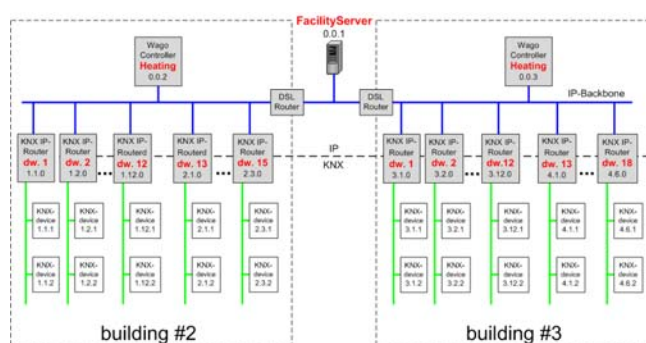 FacilityServer
0.0.1
Wago
Controller
Heating
0.0.2
Wago
Controller
Heating
0.0.3
DSL
Router
DSL
Router
IP-Backbone
KNX IP-
Router
dw. 1
1.1.0
KNX IP-
Router
dw. 2
1.2.0
KNX IP-
Routerd
dw. 12
1.12.0
KNX IP-
Routerd
dw. 13
2.1.0
KNX IP-
Router
dw. 15
2.3.0
IP
KNX
KNX IP-
Router
dw. 1
3.1.0
KNX IP-
Router
dw. 2
3.2.0
KNX IP-
Router
dw.12
3.12.0
KNX IP-
Router
dw. 13
4.1.0
KNX IP-
Router
dw. 18
4.6.0
KNX-
device
1.1.1
KNX-
device
1.2.1
KNX-
device
1.12.1
KNX-
device
2.1.1
KNX-
device
2.3.1
KNX-
device
3.1.1
KNX-
device
3.2.1
KNX-
device
3.12.1
KNX-
device
4.1.1
KNX-
device
4.6.1
KNX-
device
1.1.2
KNX-
device
1.2.2
KNX-
device
1.12.2
KNX-
device
2.1.2
KNX-
device
2.3.2
KNX-
device
3.1.2
KNX-
device
3.2.2
KNX-
device
3.12.2
KNX-
device
4.1.2
KNX-
device
4.6.2
building #2
building #3